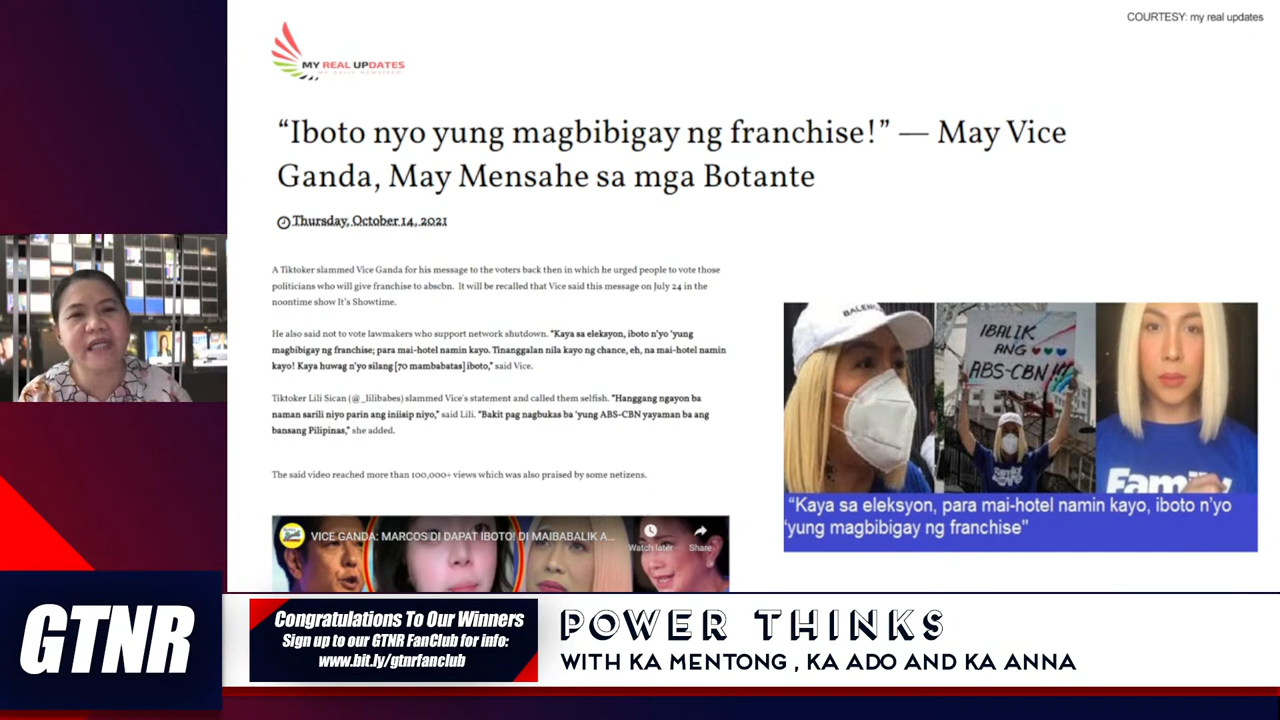 COURTESY: my real updates
MY REAL UPDATES
MY DAILY NEWSFEED
“Iboto nyo yung magbibigay ng franchise!” — May Vice
Ganda, May Mensahe sa mga Botante
Thursday, October 14, 2021
A Tiktoker slammed Vice Ganda for his message to the voters back then in which he urged people to vote those
politicians who will give franchise to abscbn. It will be recalled that Vice said this message on July 24 in the
noontime show It's Showtime.
He also said not to vote lawmakers who support network shutdown. "Kaya sa eleksyon, iboto n'yo 'yung
magbibigay ng franchise; para mai-hotel namin kayo. Tinanggalan nila kayo ng chance, eh, na mai-hotel namin
kayo! Kaya huwag n'yo silang [70 mambabatas] iboto," said Vice.
Tiktoker Lili Sican (@_lilibabes) slammed Vice's statement and called them selfish. "Hanggang ngayon ba
naman sarili niyo parin ang iniisip niyo," said Lili. "Bakit pag nagbukas ba 'yung ABS-CBN yayaman ba ang
bansang Pilipinas," she added.
The said video reached more than 100,000+ views which was also praised by some netizens.
VICE GANDA: MARCOS DI DAPAT IBOTO! DI MAIBABALIK A...
Watch later
Share
BALENC
IBALIK
ANG
ABS-CBN!!
Family
Family
"Kaya sa eleksyon, para mai-hotel namin kayo, iboto n'yo
'yung magbibigay ng franchise"
GTNR
Congratulations To Our Winners
Sign up to our GTNR FanClub for info:
www.bit.ly/gtnrfanclub
POWER THINKS
WITH KA MENTONG , KA ADO AND KA ANNA